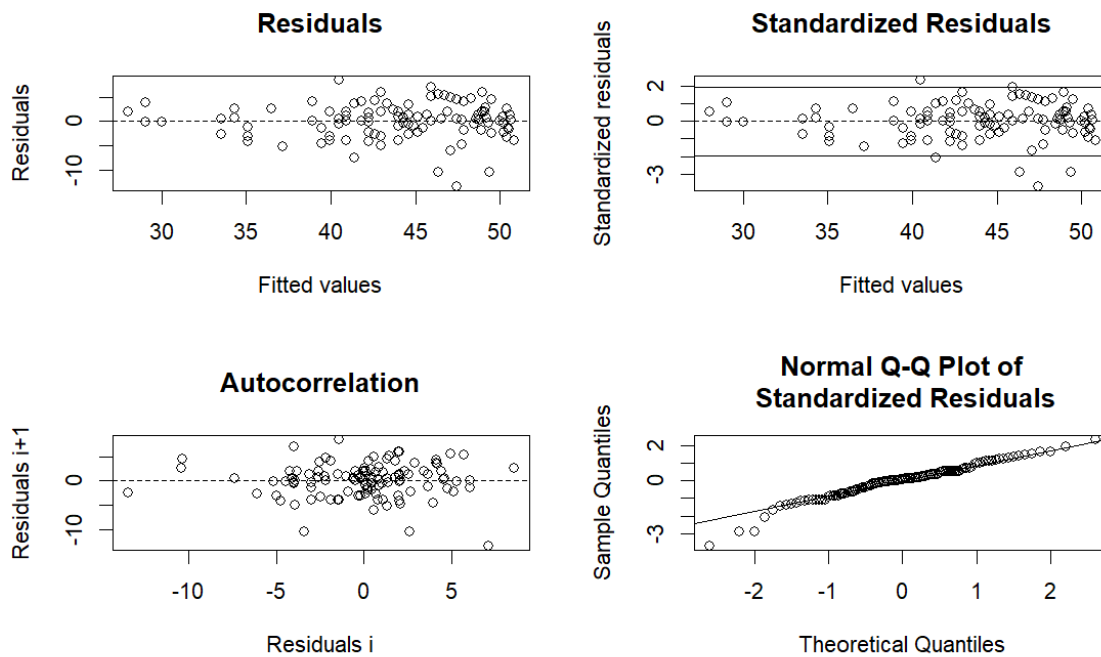 Residuals
Residuals
0
-10
30 35 40 45 50
Fitted values
Standardized Residuals
Standardized residuals
2
0
-3
30 35 40 45 50
Fitted values
Autocorrelation
Residuals i+1
0
-10
-10 -5 0 5
Residuals i
Normal Q-Q Plot of
Standardized Residuals
Sample Quantiles
2
0
-3
-2 -1 0 1 2
Theoretical Quantiles